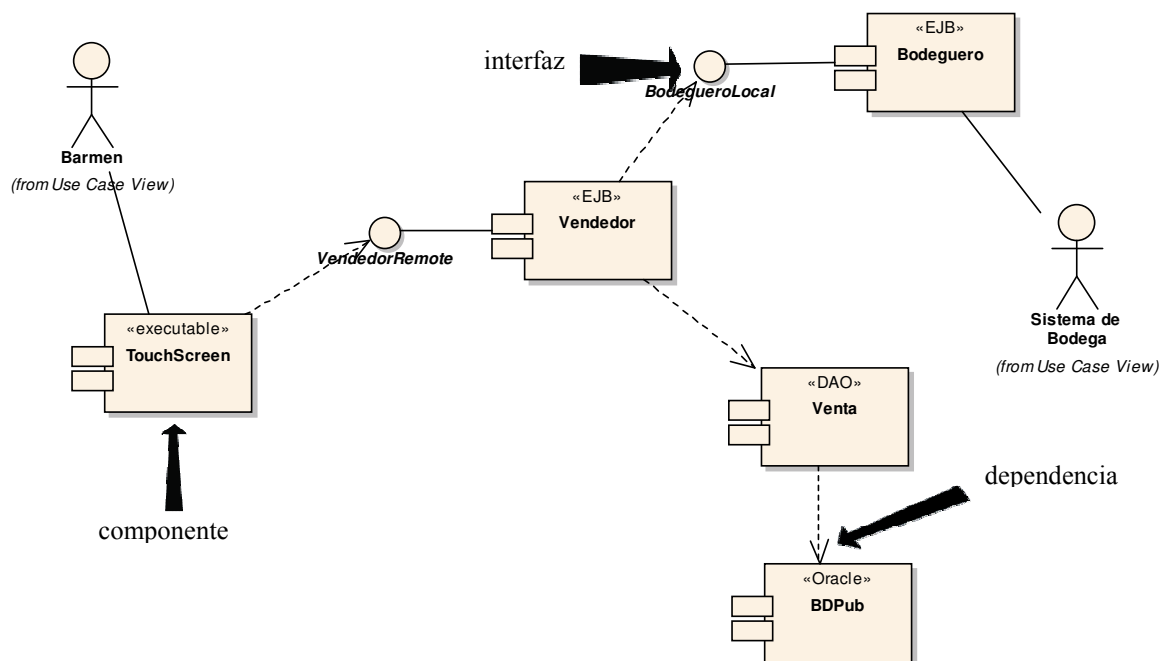 «EJB»
Bodeguero
interfaz
BodegueroLocal
Barmen
(from Use Case View)
«EJB»
Vendedor
VendedorRemote
«executable»
TouchScreen
Sistema de
Bodega
(from Use Case View)
«DAO»
Venta
dependencia
componente
«Oracle»
BDPub